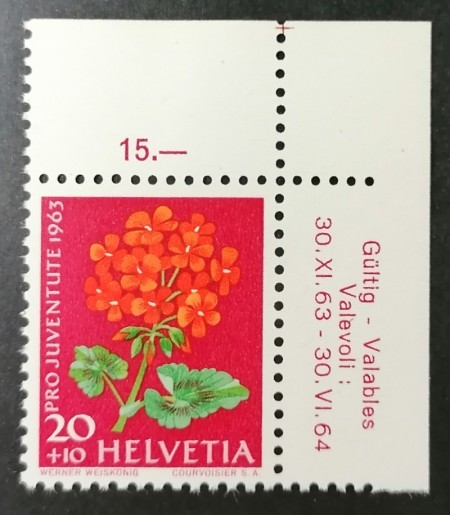 15.—
PRO JUVENTUTE 1963
20
+10 HELVETIA
WERNER WEISKÖNIG COURVOISIER S.A.
Gültig - Valables
Valevoli :
30. XI. 63 - 30. VI. 64